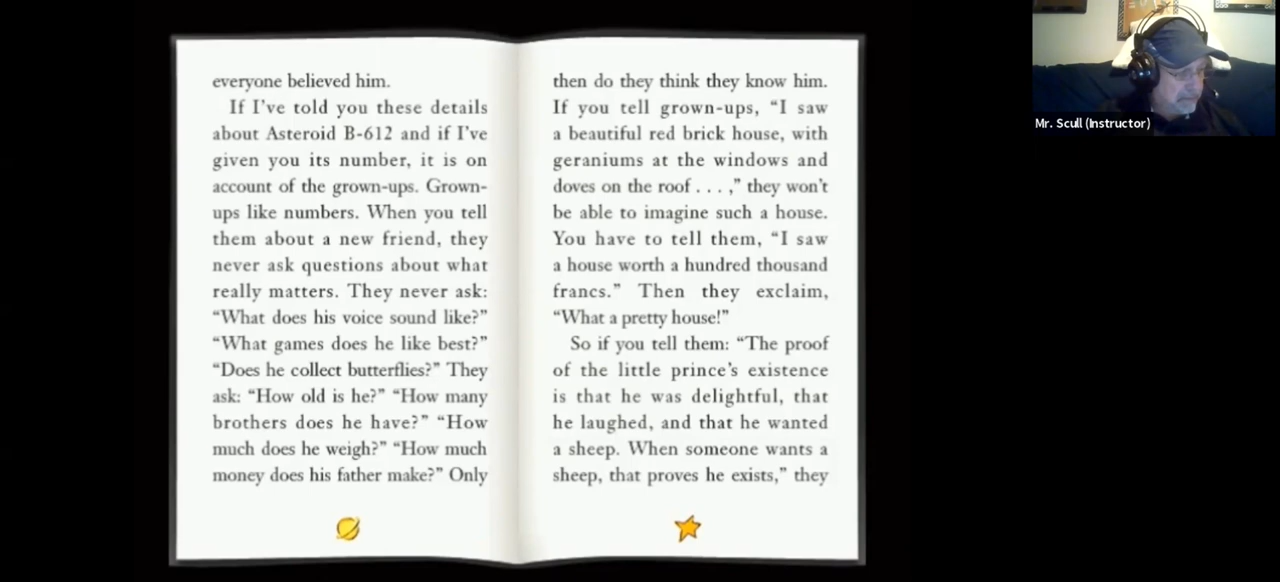 everyone believed him.
If I've told you these details
about Asteroid B-612 and if I've
given you its number, it is on
account of the grown-ups. Grown-
ups like numbers. When you tell
them about a new friend, they
never ask questions about what
really matters. They never ask:
“What does his voice sound like?”
“What games does he like best?”
“Does he collect butterflies?” They
ask: “How old is he?” “How many
brothers does he have?” “How
much does he weigh?” “How much
money does his father make?” Only
then do they think they know him.
If you tell grown-ups, “I saw
a beautiful red brick house, with
geraniums at the windows and
doves on the roof . . . ,” they won’t
be able to imagine such a house.
You have to tell them, “I saw
a house worth a hundred thousand
francs.” Then they exclaim,
“What a pretty house!”
So if you tell them: “The proof
of the little prince’s existence
is that he was delightful, that
he laughed, and that he wanted
a sheep. When someone wants a
sheep, that proves he exists,” they
Mr. Scull (Instructor)